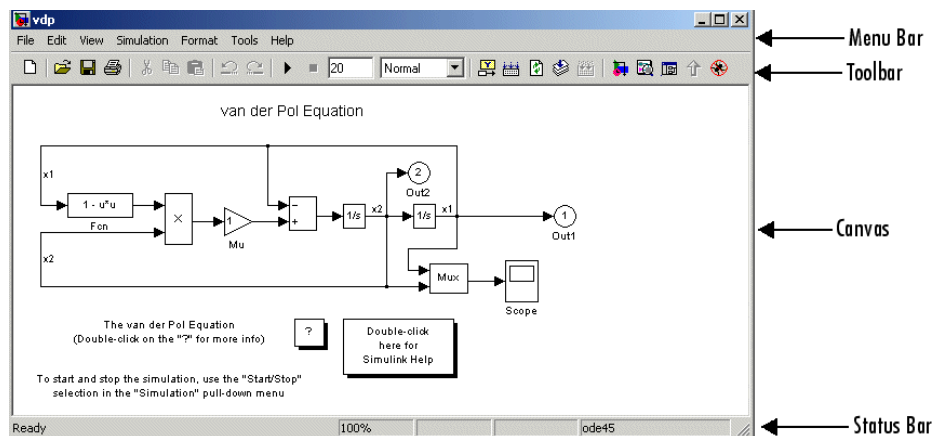 vdp
File Edit View Simulation Format Tools Help
Menu Bar
20 Normal
Toolbar
van der Pol Equation
x1
2
Out2
1 - u*u
Fcn
×
1
Mu
−
+
1/s
x2
1/s
x1
1
Out1
Canvas
x2
Mux
Scope
The van der Pol Equation
(Double-click on the "?" for more info)
?
Double-click
here for
Simulink Help
To start and stop the simulation, use the "Start/Stop"
selection in the "Simulation" pull-down menu
Ready 100% ode45
Status Bar